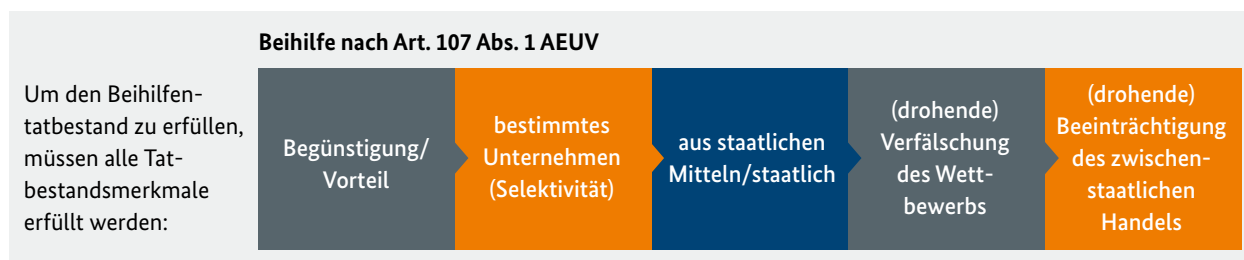 Beihilfe nach Art. 107 Abs. 1 AEUV
Um den Beihilfen-
tatbestand zu erfüllen,
müssen alle Tat-
bestandsmerkmale
erfüllt werden:
Begünstigung/
Vorteil
bestimmtes
Unternehmen
(Selektivität)
aus staatlichen
Mitteln/staatlich
(drohende)
Verfälschung
des Wett-
bewerbs
(drohende)
Beeinträchtigung
des zwischen-
staatlichen
Handels